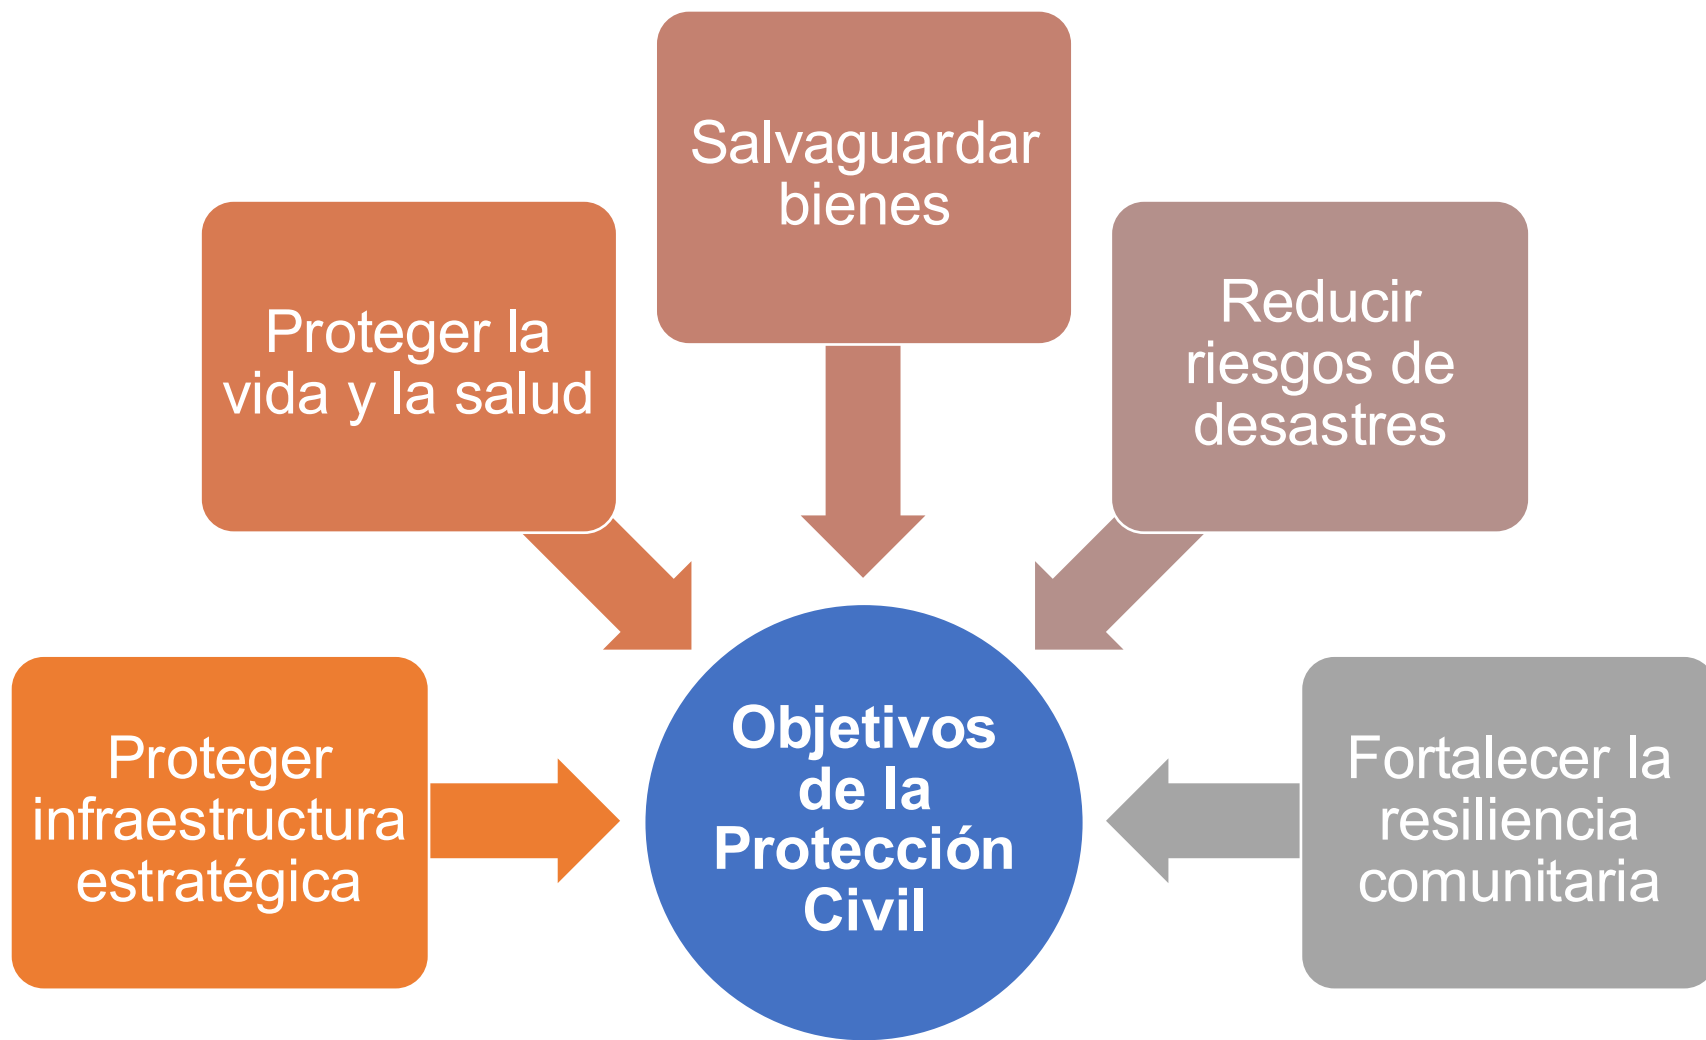 Salvaguardar
bienes
Proteger la
vida y la salud
Reducir
riesgos de
desastres
Proteger
infraestructura
estratégica
Objetivos
de la
Protección
Civil
Fortalecer la
resiliencia
comunitaria